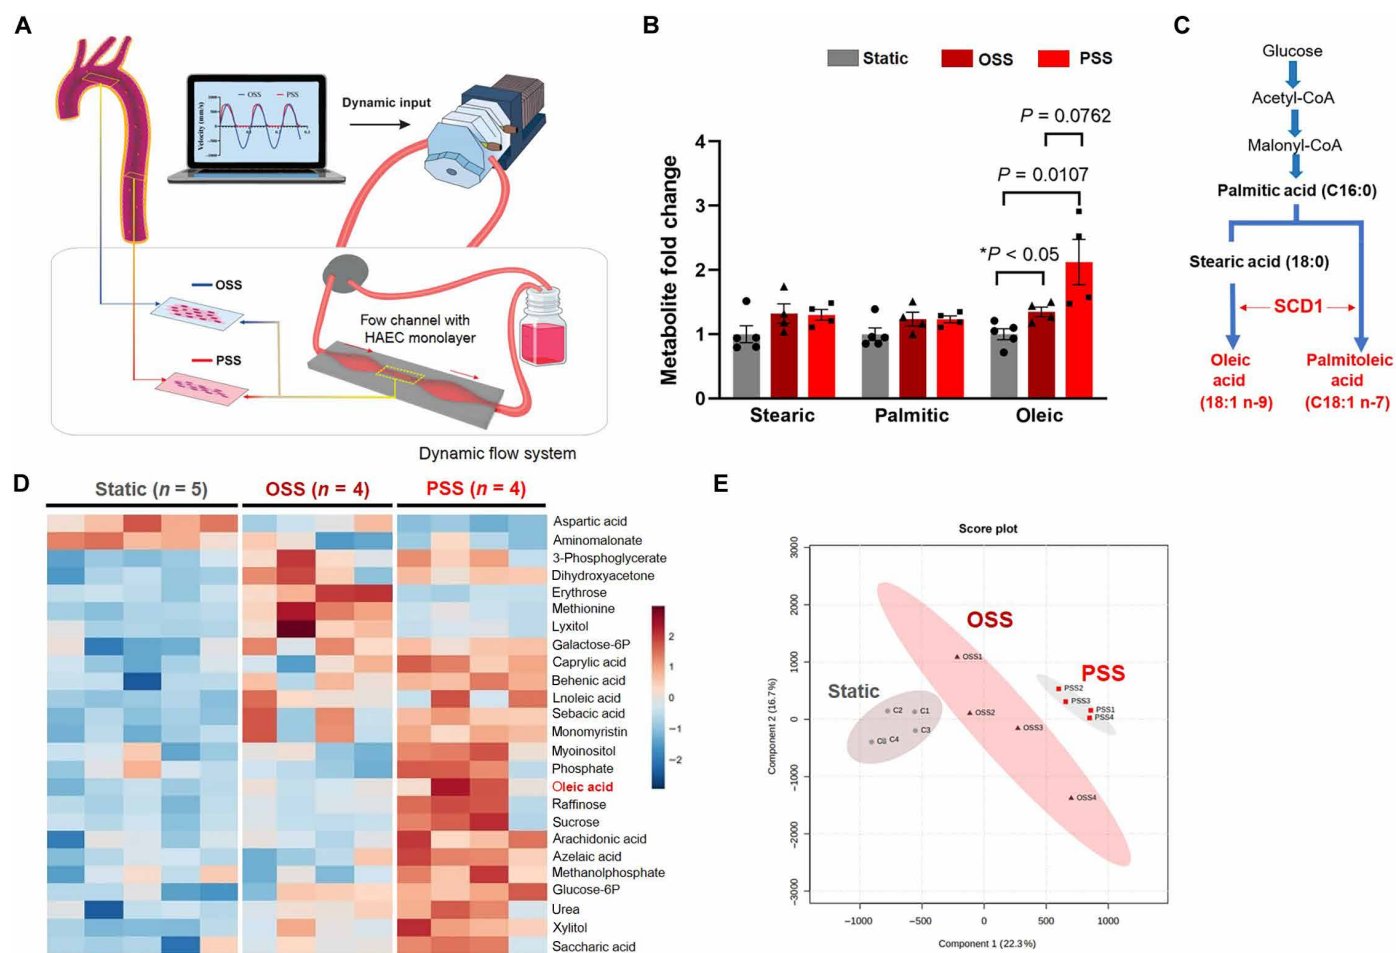 A
OSS
PSS
Velocity (mm/s)
Dynamic input
OSS
PSS
Fow channel with
HAEC monolayer
Dynamic flow system
B
Static
OSS
PSS
P = 0.0762
P = 0.0107
*P < 0.05
Metabolite fold change
4
3
2
1
0
Stearic
Palmitic
Oleic
C
Glucose
Acetyl-CoA
Malonyl-CoA
Palmitic acid (C16:0)
Stearic acid (18:0)
SCD1
Oleic
acid
(18:1 n-9)
Palmitoleic
acid
(C18:1 n-7)
D
Static (n = 5)
OSS (n = 4)
PSS (n = 4)
Aspartic acid
Aminomalonate
3-Phosphoglycerate
Dihydroxyacetone
Erythrose
Methionine
Lyxitol
Galactose-6P
Caprylic acid
Behenic acid
Lnoleic acid
Sebacic acid
Monomyristin
Myoinositol
Phosphate
Oleic acid
Raffinose
Sucrose
Arachidonic acid
Azelaic acid
Methanolphosphate
Glucose-6P
Urea
Xylitol
Saccharic acid
2
1
0
−1
−2
E
Score plot
Component 2 (16.7%)
3000
2000
1000
0
−1000
−2000
−3000
OSS
PSS
Static
OSS1
OSS2
OSS3
OSS4
PSS2
PSS3
PSS1
PSS4
C2
C1
C3
C4
−1000
−500
0
500
1000
Component 1 (22.3%)